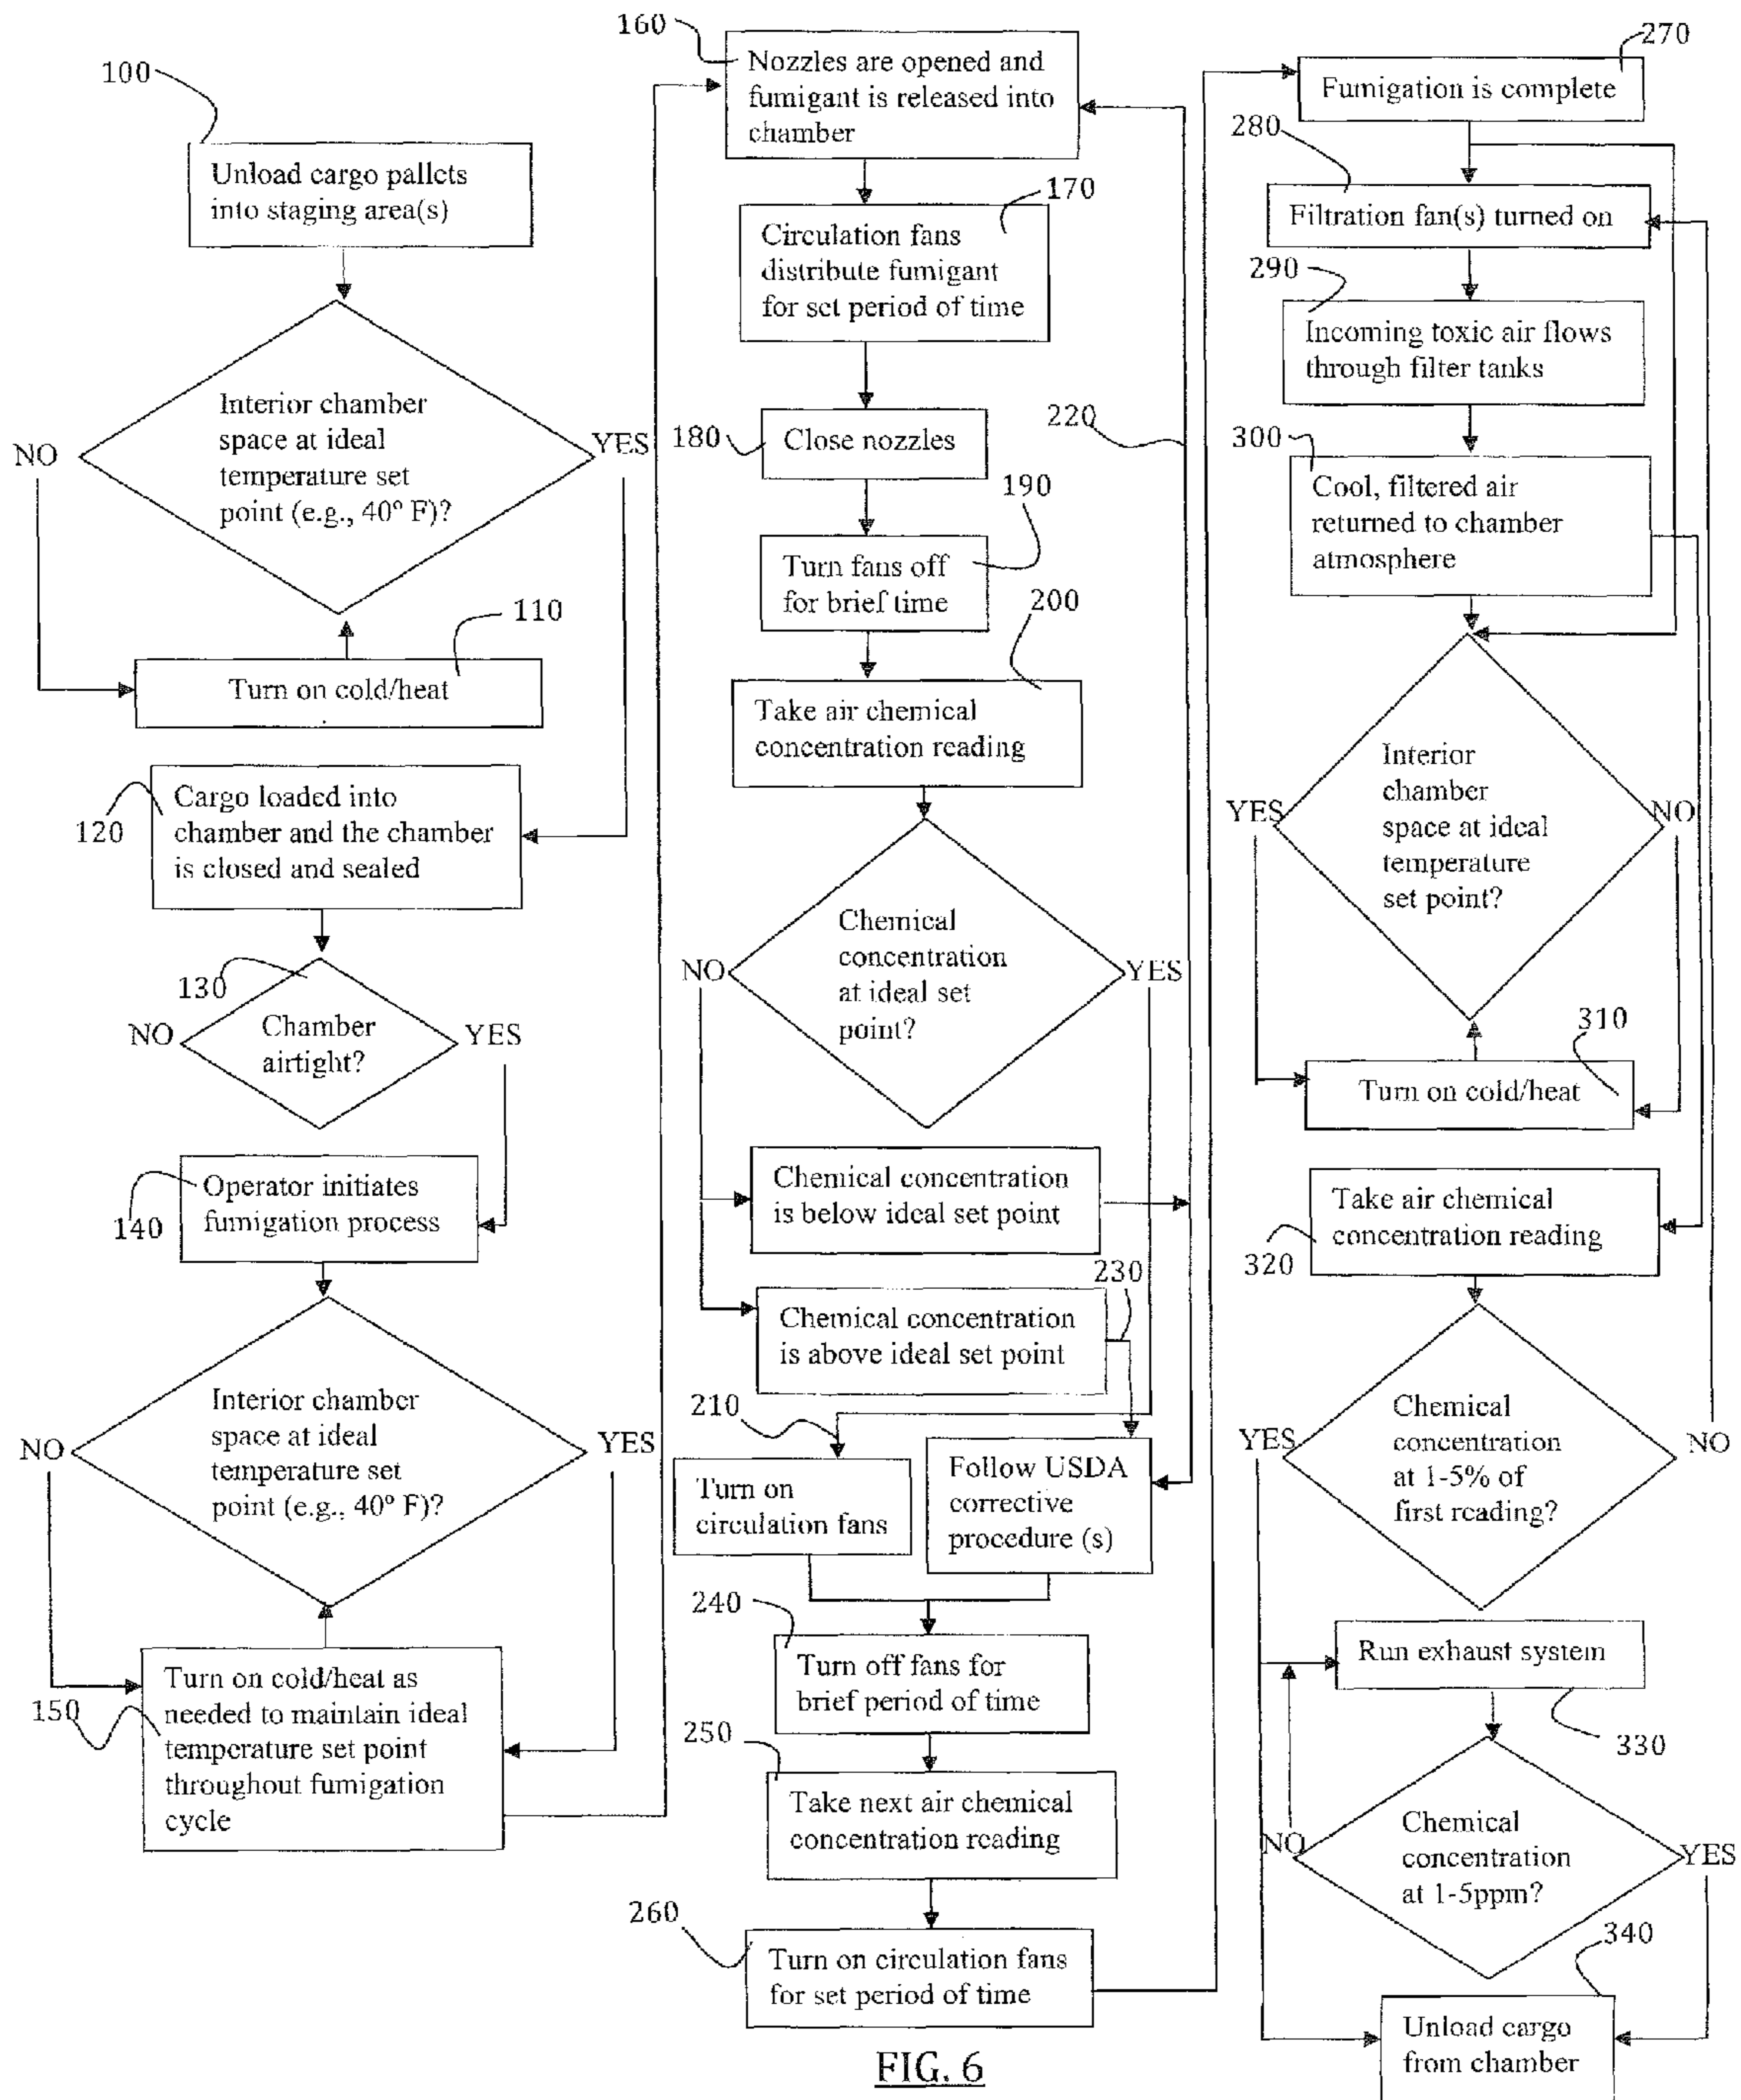 100
Unload cargo pallets
into staging area(s)
Interior chamber
space at ideal
temperature set
point (e.g., 40° F)?
NO
YES
110
Turn on cold/heat
120
Cargo loaded into
chamber and the chamber
is closed and sealed
130
Chamber
airtight?
NO
YES
140
Operator initiates
fumigation process
Interior chamber
space at ideal
temperature set
point (e.g., 40° F)?
NO
YES
150
Turn on cold/heat as
needed to maintain ideal
temperature set point
throughout fumigation
cycle
160
Nozzles are opened and
fumigant is released into
chamber
170
Circulation fans
distribute fumigant
for set period of time
180
Close nozzles
190
Turn fans off
for brief time
200
Take air chemical
concentration reading
220
Chemical
concentration
at ideal set
point?
NO
YES
Chemical concentration
is below ideal set point
230
Chemical concentration
is above ideal set point
210
Turn on
circulation fans
Follow USDA
corrective
procedure (s)
240
Turn off fans for
brief period of time
250
Take next air chemical
concentration reading
260
Turn on circulation fans
for set period of time
270
Fumigation is complete
280
Filtration fan(s) turned on
290
Incoming toxic air flows
through filter tanks
300
Cool, filtered air
returned to chamber
atmosphere
Interior
chamber
space at ideal
temperature
set point?
YES
NO
310
Turn on cold/heat
320
Take air chemical
concentration reading
Chemical
concentration
at 1-5% of
first reading?
YES
NO
Run exhaust system
330
Chemical
concentration
at 1-5ppm?
NO
YES
340
Unload cargo
from chamber
FIG. 6